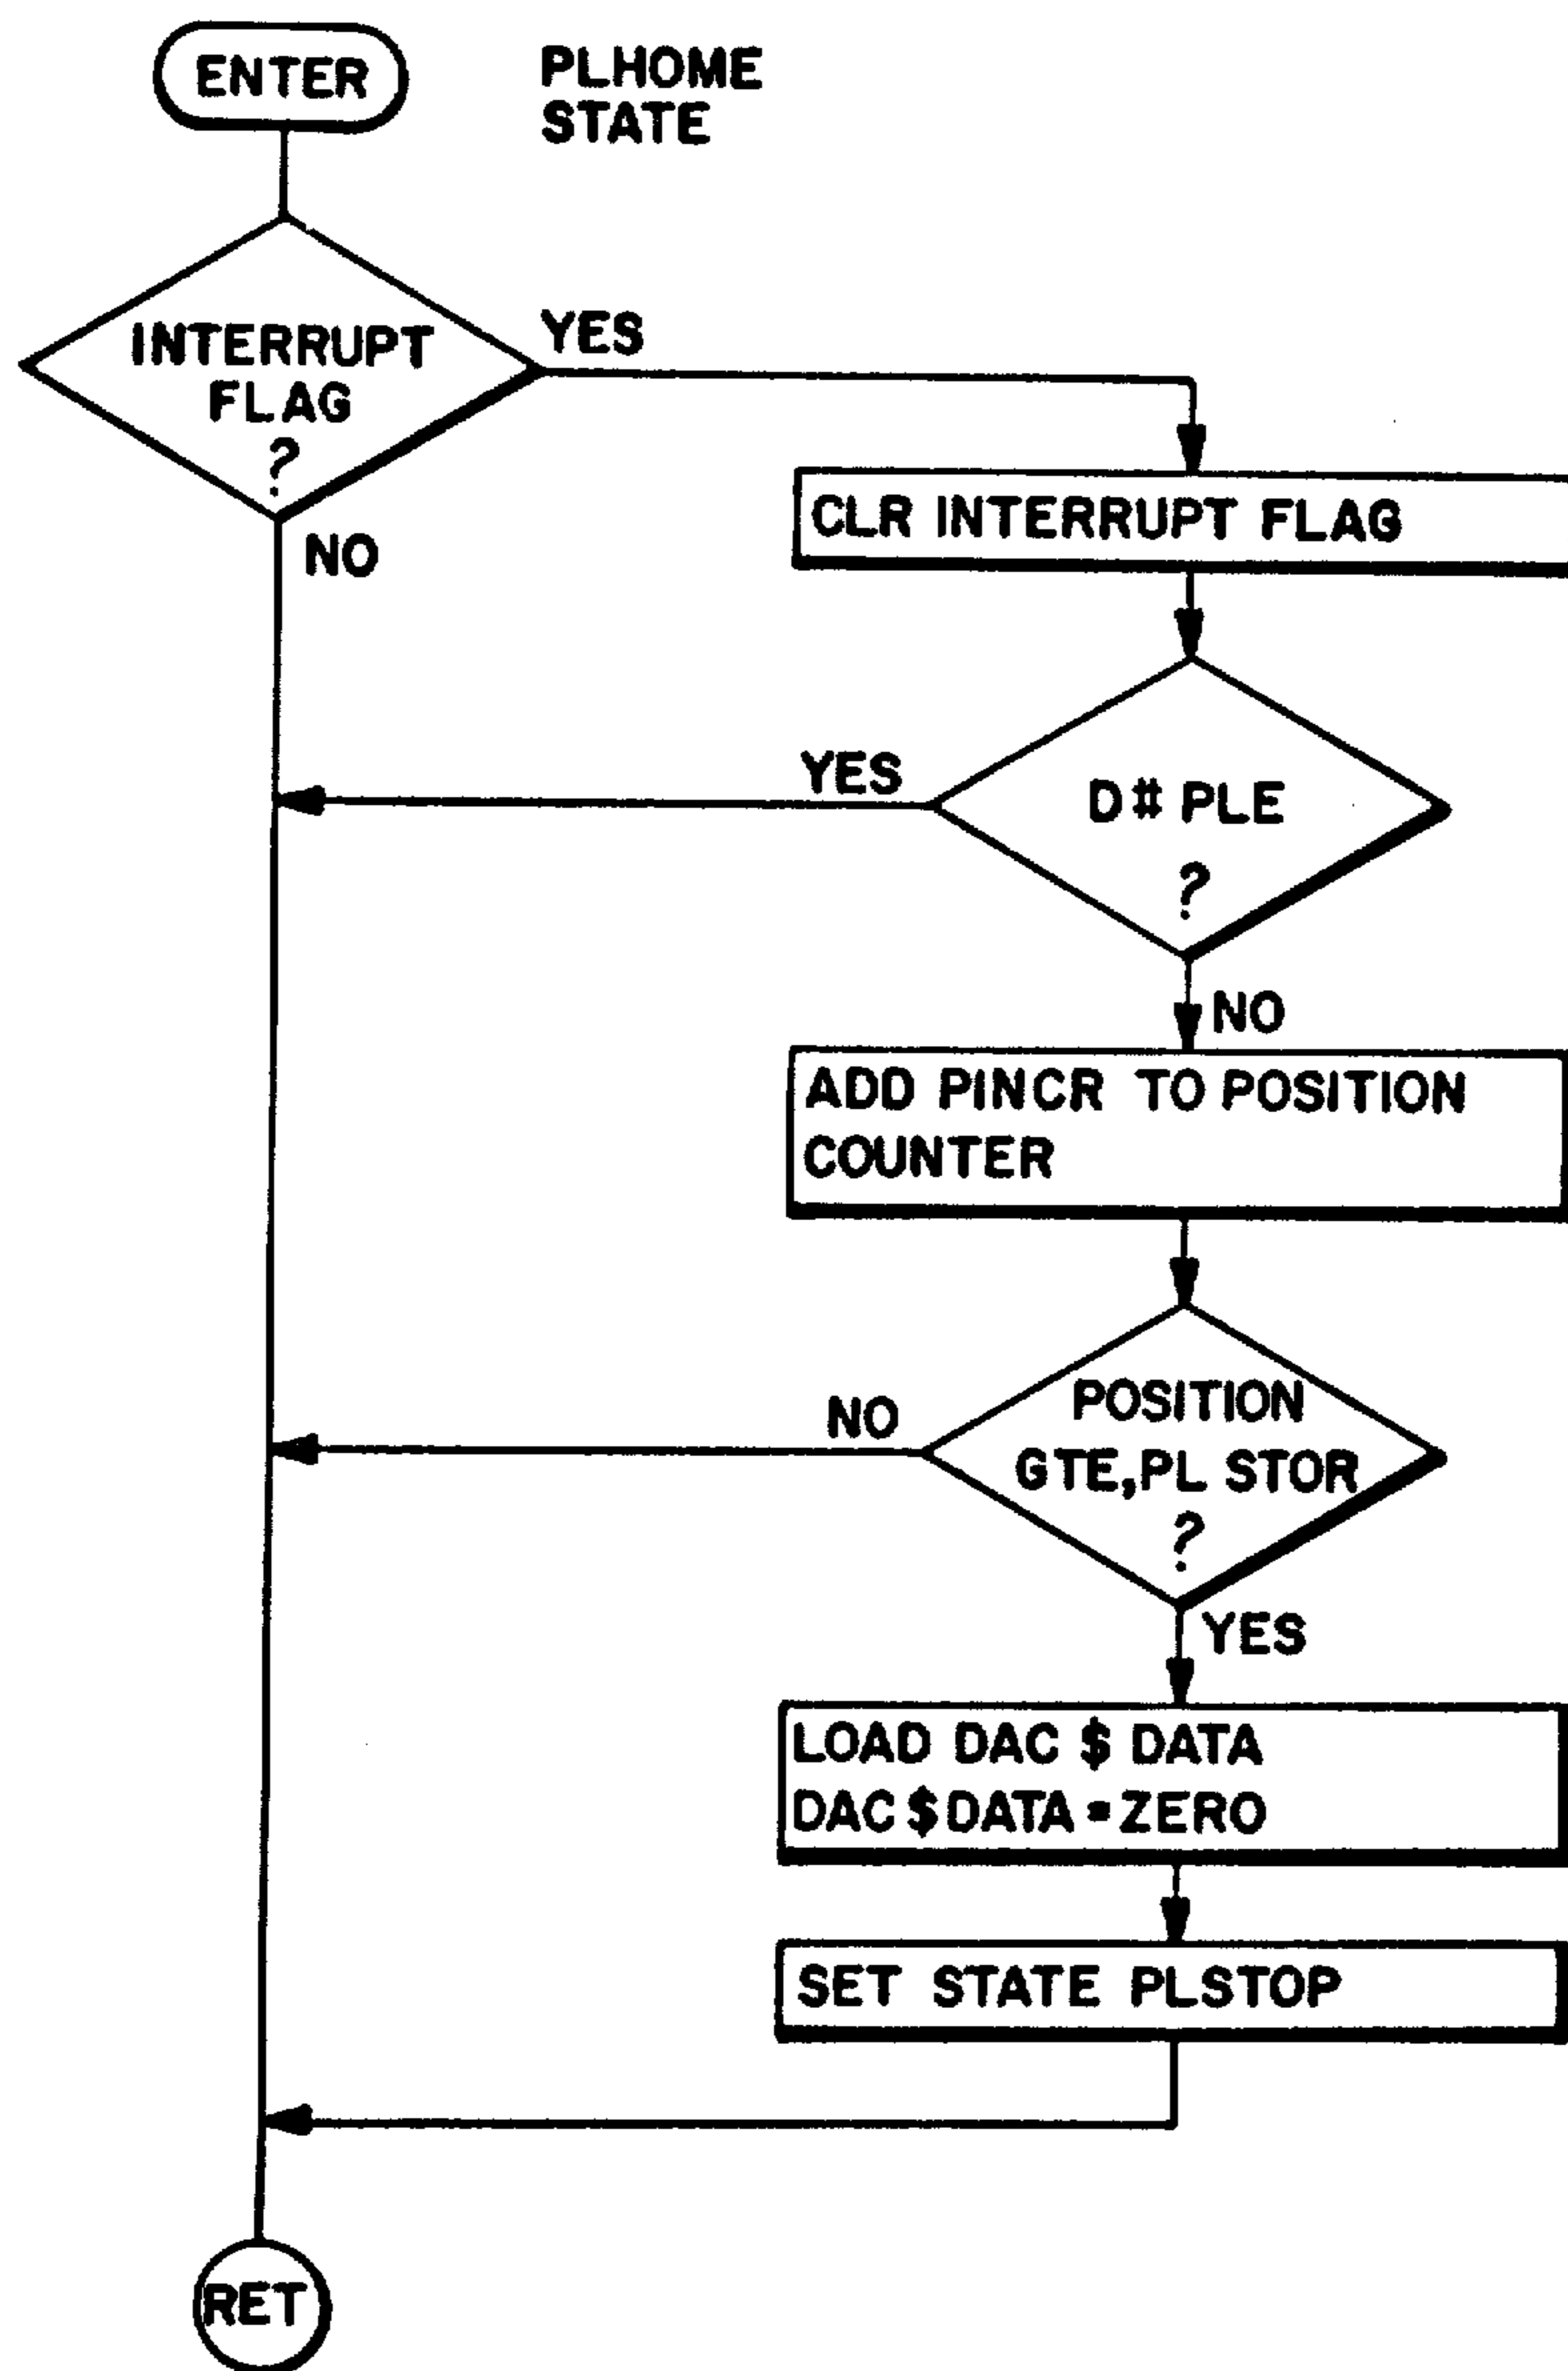 ENTER
PLHOME
STATE
INTERRUPT
FLAG
?
YES
NO
CLR INTERRUPT FLAG
D# PLE
?
YES
NO
ADD PINCR TO POSITION
COUNTER
POSITION
GTE,PL STOR
?
NO
YES
LOAD DAC $ DATA
DAC $ DATA = ZERO
SET STATE PLSTOP
RET